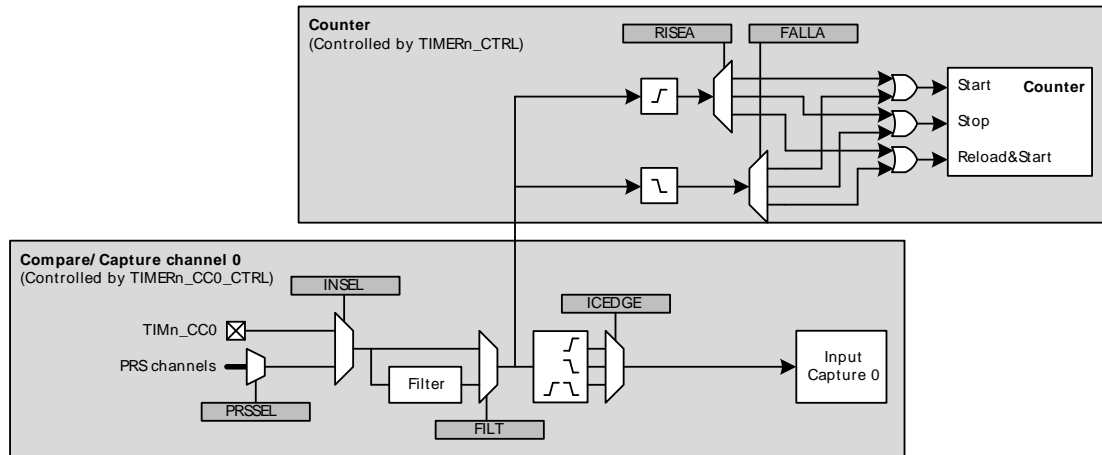 Counter
(Controlled by TIMERn_CTRL)
RISEA
FALLA
Start
Counter
Stop
Reload&Start
Compare/ Capture channel 0
(Controlled by TIMERn_CC0_CTRL)
INSEL
ICEDGE
TIMn_CC0
PRS channels
Filter
Input
Capture 0
PRSSEL
FILT